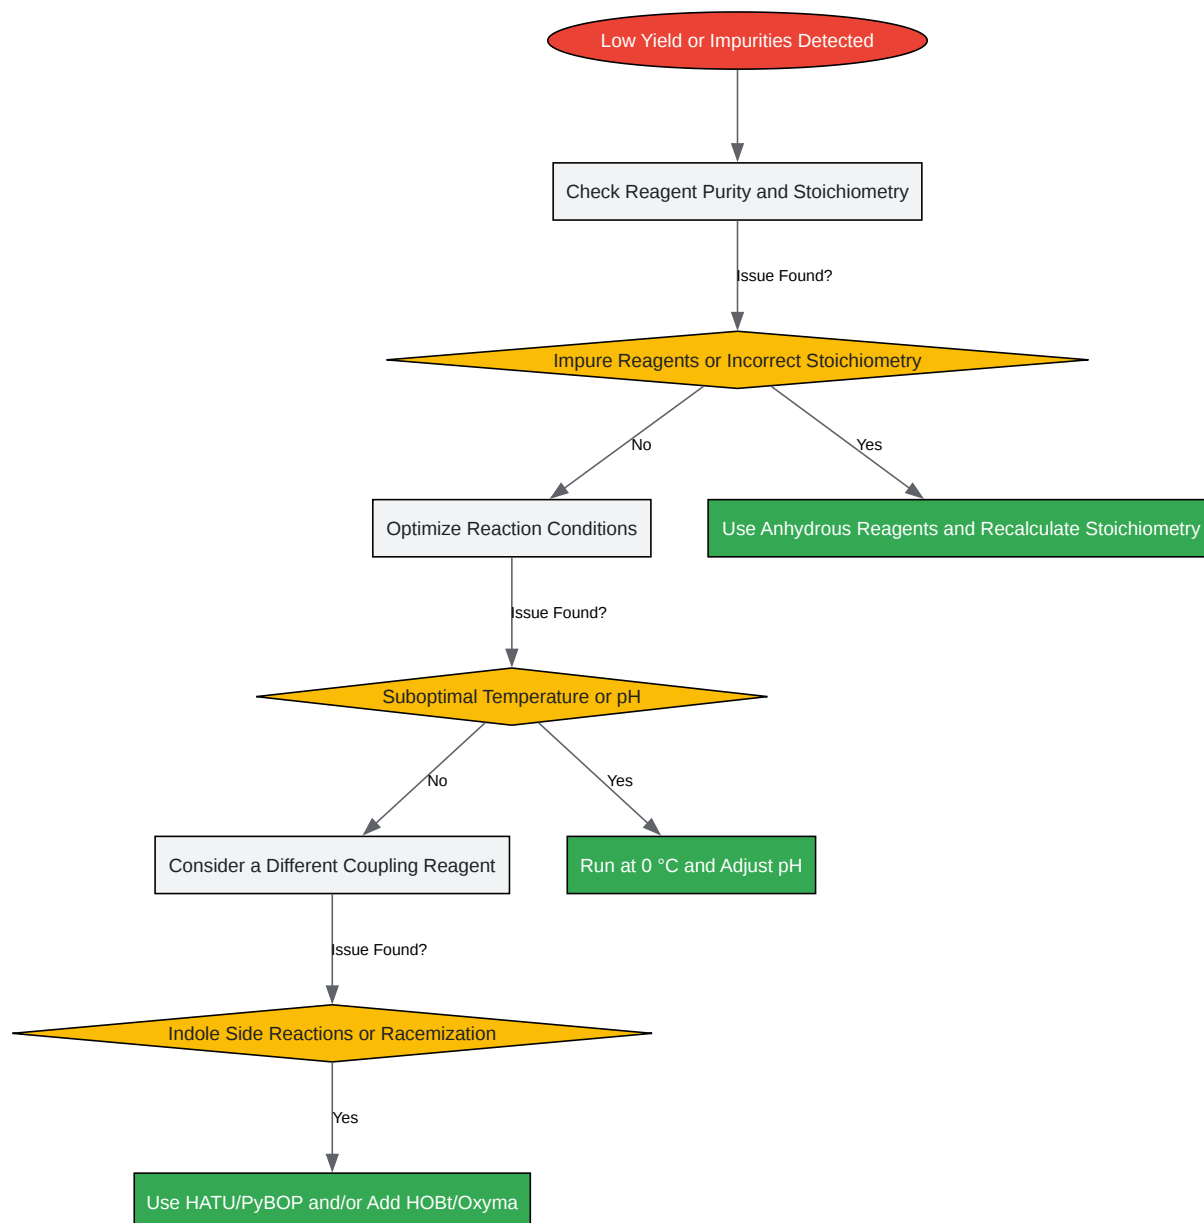 Low Yield or Impurities Detected
Check Reagent Purity and Stoichiometry
Issue Found?
Impure Reagents or Incorrect Stoichiometry
No
Yes
Optimize Reaction Conditions
Use Anhydrous Reagents and Recalculate Stoichiometry
Issue Found?
Suboptimal Temperature or pH
No
Yes
Consider a Different Coupling Reagent
Run at 0 °C and Adjust pH
Issue Found?
Indole Side Reactions or Racemization
Yes
Use HATU/PyBOP and/or Add HOBt/Oxyma